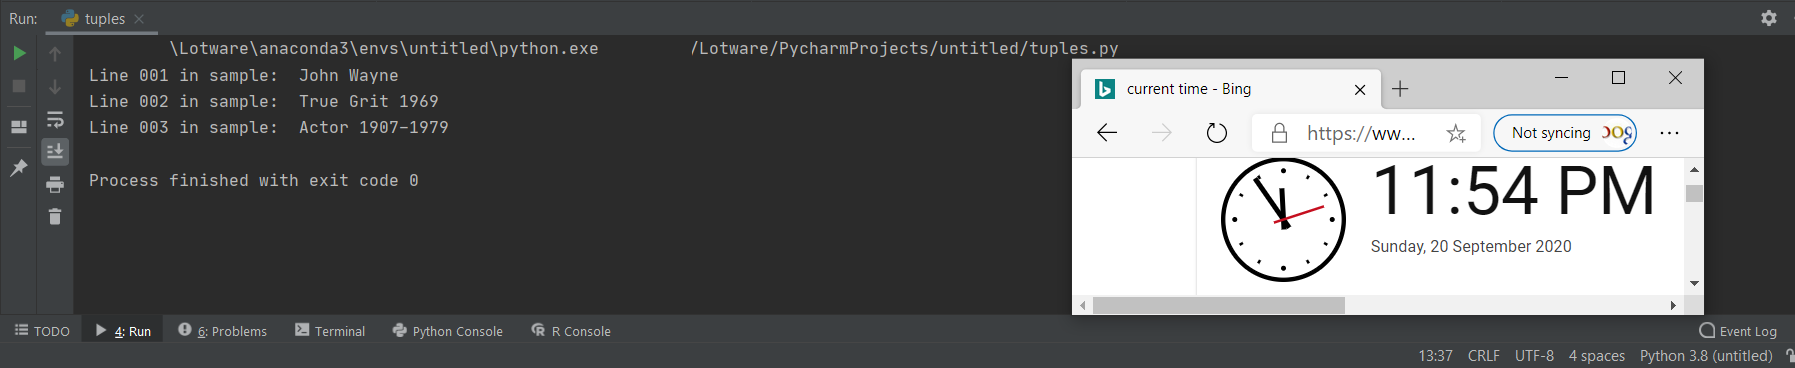 Run: tuples
\Lotware\anaconda3\envs\untitled\python.exe /Lotware/PycharmProjects/untitled/tuples.py
Line 001 in sample:  John Wayne
Line 002 in sample:  True Grit 1969
Line 003 in sample:  Actor 1907-1979
Process finished with exit code 0
current time - Bing
https://ww...
Not syncing
11:54 PM
Sunday, 20 September 2020
TODO 4: Run 6: Problems Terminal Python Console R Console Event Log
13:37 CRLF UTF-8 4 spaces Python 3.8 (untitled)